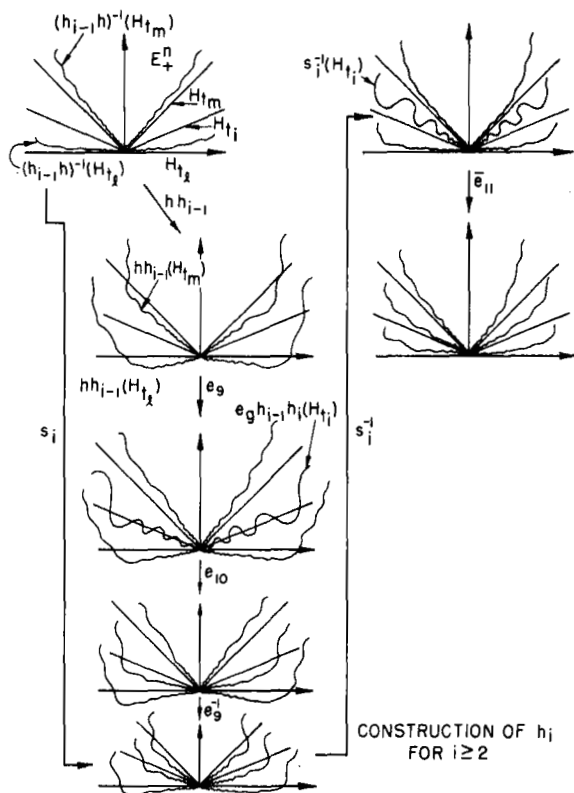 (h_{i-1}h)^{-1}(H_{t_m})
E^n_+
H_{t_m}
H_{t_i}
(h_{i-1}h)^{-1}(H_{t_ℓ})
H_{t_ℓ}
hh_{i-1}
hh_{i-1}(H_{t_m})
hh_{i-1}(H_{t_ℓ})
e_9
s_i
e_g h_{i-1}h_i(H_{t_i})
e_{10}
e_9^{-1}
s_i^{-1}(H_{t_i})
ē_{11}
s_i^{-1}
CONSTRUCTION OF h_i
FOR i≥2